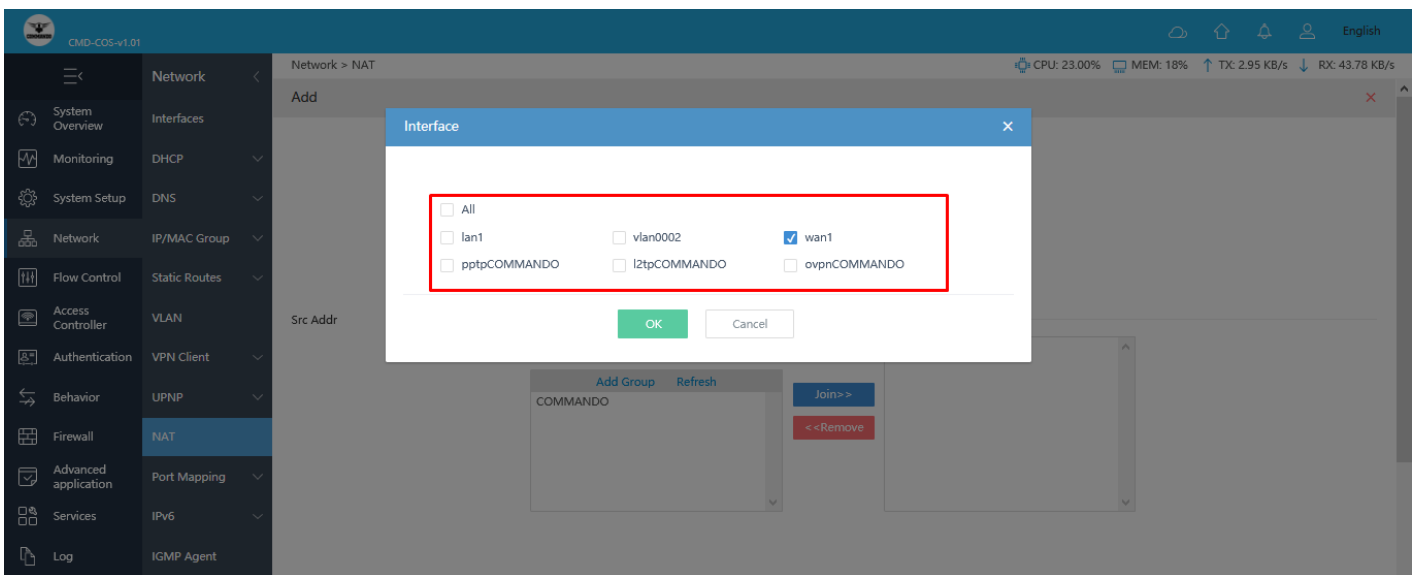 CMD-COS-v1.01
English
Network > NAT
CPU: 23.00% MEM: 18% TX: 2.95 KB/s RX: 43.78 KB/s
Network
Add
System
Overview
Monitoring
System Setup
Network
Flow Control
Access
Controller
Authentication
Behavior
Firewall
Advanced
application
Services
Log
Interfaces
DHCP
DNS
IP/MAC Group
Static Routes
VLAN
VPN Client
UPNP
NAT
Port Mapping
IPv6
IGMP Agent
Interface
All
lan1 vlan0002 wan1
pptpCOMMANDO l2tpCOMMANDO ovpnCOMMANDO
OK Cancel
Src Addr
Add Group Refresh
COMMANDO
Join>>
<<Remove